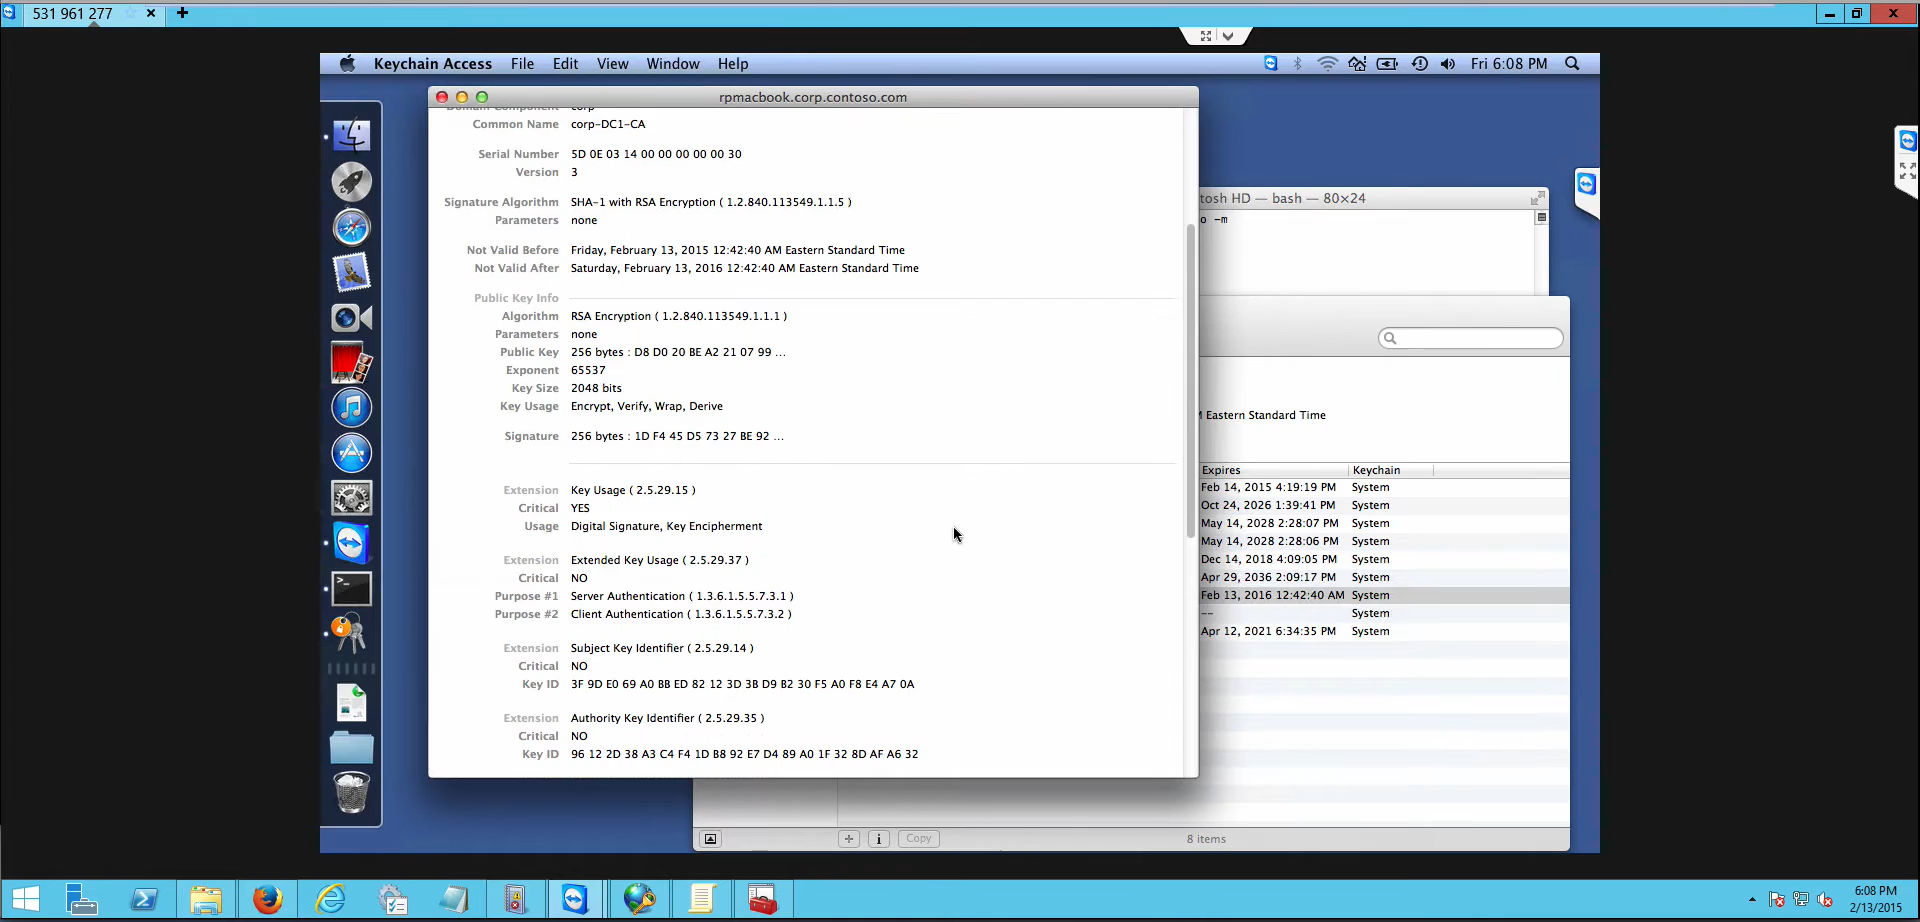 531 961 277
Keychain Access File Edit View Window Help
Fri 6:08 PM
rpmacbook.corp.contoso.com
Domain Component corp
Common Name corp-DC1-CA
Serial Number 5D 0E 03 14 00 00 00 00 00 30
Version 3
Signature Algorithm SHA-1 with RSA Encryption ( 1.2.840.113549.1.1.5 )
Parameters none
Not Valid Before Friday, February 13, 2015 12:42:40 AM Eastern Standard Time
Not Valid After Saturday, February 13, 2016 12:42:40 AM Eastern Standard Time
Public Key Info
Algorithm RSA Encryption ( 1.2.840.113549.1.1.1 )
Parameters none
Public Key 256 bytes : D8 D0 20 BE A2 21 07 99 ...
Exponent 65537
Key Size 2048 bits
Key Usage Encrypt, Verify, Wrap, Derive
Signature 256 bytes : 1D F4 45 D5 73 27 BE 92 ...
Extension Key Usage ( 2.5.29.15 )
Critical YES
Usage Digital Signature, Key Encipherment
Extension Extended Key Usage ( 2.5.29.37 )
Critical NO
Purpose #1 Server Authentication ( 1.3.6.1.5.5.7.3.1 )
Purpose #2 Client Authentication ( 1.3.6.1.5.5.7.3.2 )
Extension Subject Key Identifier ( 2.5.29.14 )
Critical NO
Key ID 3F 9D E0 69 A0 BB ED 82 12 3D 3B D9 B2 30 F5 A0 F8 E4 A7 0A
Extension Authority Key Identifier ( 2.5.29.35 )
Critical NO
Key ID 96 12 2D 38 A3 C4 F4 1D B8 92 E7 D4 89 A0 1F 32 8D AF A6 32
tosh HD — bash — 80×24
o -m
Eastern Standard Time
Expires Keychain
Feb 14, 2015 4:19:19 PM System
Oct 24, 2026 1:39:41 PM System
May 14, 2028 2:28:07 PM System
May 14, 2028 2:28:06 PM System
Dec 14, 2018 4:09:05 PM System
Apr 29, 2036 2:09:17 PM System
Feb 13, 2016 12:42:40 AM System
-- System
Apr 12, 2021 6:34:35 PM System
Copy
8 items
6:08 PM
2/13/2015